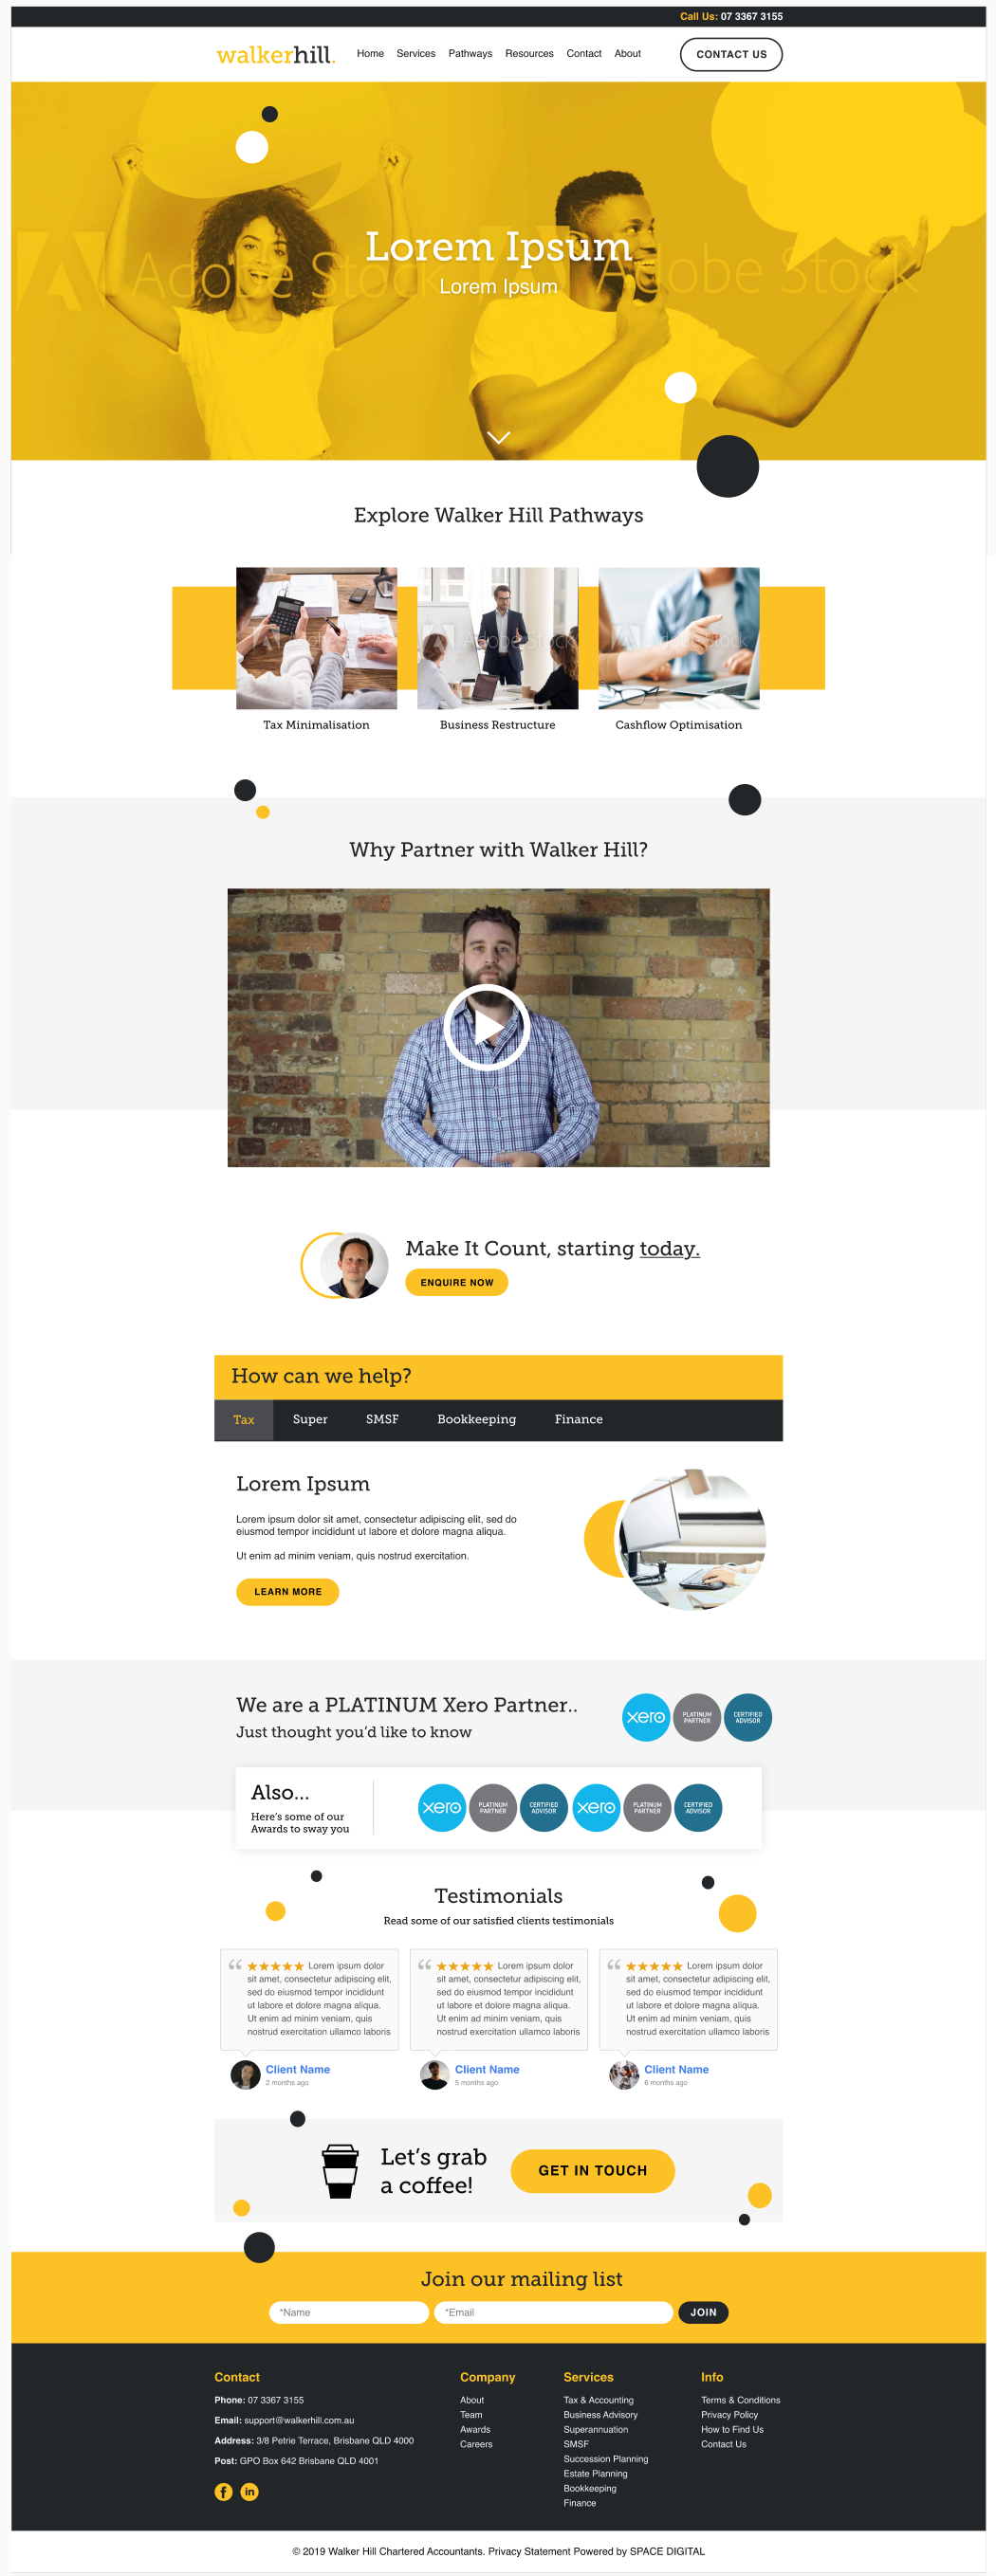 Call Us: 07 3367 3155
walkerhill.
Home Services Pathways Resources Contact About
CONTACT US
Adobe Stock Adobe Stock
Lorem Ipsum
Lorem Ipsum
Explore Walker Hill Pathways
Adobe Stock Adobe Stock Adobe Stock
Tax Minimalisation Business Restructure Cashflow Optimisation
Why Partner with Walker Hill?
Make It Count, starting today.
ENQUIRE NOW
How can we help?
Tax Super SMSF Bookkeeping Finance
Lorem Ipsum
Lorem ipsum dolor sit amet, consectetur adipiscing elit, sed do
eiusmod tempor incididunt ut labore et dolore magna aliqua.
Ut enim ad minim veniam, quis nostrud exercitation.
LEARN MORE
We are a PLATINUM Xero Partner..
Just thought you'd like to know
xero PLATINUM PARTNER CERTIFIED ADVISOR
Also...
Here's some of our
Awards to sway you
xero PLATINUM PARTNER CERTIFIED ADVISOR xero PLATINUM PARTNER CERTIFIED ADVISOR
Testimonials
Read some of our satisfied clients testimonials
Lorem ipsum dolor
sit amet, consectetur adipiscing elit,
sed do eiusmod tempor incididunt
ut labore et dolore magna aliqua.
Ut enim ad minim veniam, quis
nostrud exercitation ullamco laboris
Client Name
2 months ago
Lorem ipsum dolor
sit amet, consectetur adipiscing elit,
sed do eiusmod tempor incididunt
ut labore et dolore magna aliqua.
Ut enim ad minim veniam, quis
nostrud exercitation ullamco laboris
Client Name
5 months ago
Lorem ipsum dolor
sit amet, consectetur adipiscing elit,
sed do eiusmod tempor incididunt
ut labore et dolore magna aliqua.
Ut enim ad minim veniam, quis
nostrud exercitation ullamco laboris
Client Name
6 months ago
Let's grab
a coffee!
GET IN TOUCH
Join our mailing list
*Name
*Email
JOIN
Contact
Phone: 07 3367 3155
Email: support@walkerhill.com.au
Address: 3/8 Petrie Terrace, Brisbane QLD 4000
Post: GPO Box 642 Brisbane QLD 4001
f in
Company
About
Team
Awards
Careers
Services
Tax & Accounting
Business Advisory
Superannuation
SMSF
Succession Planning
Estate Planning
Bookkeeping
Finance
Info
Terms & Conditions
Privacy Policy
How to Find Us
Contact Us
© 2019 Walker Hill Chartered Accountants. Privacy Statement Powered by SPACE DIGITAL